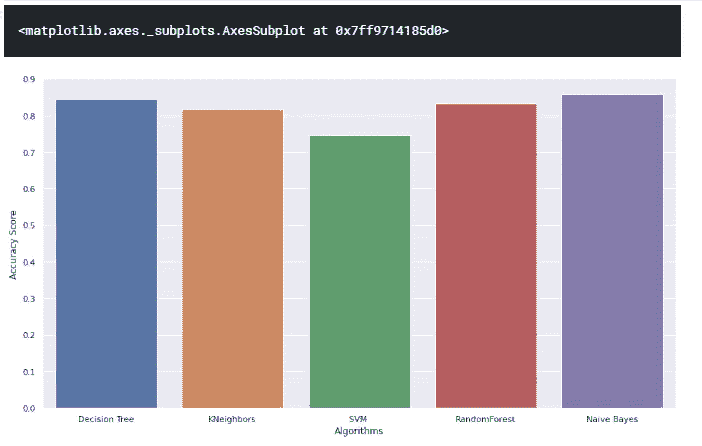 <matplotlib.axes._subplots.AxesSubplot at 0x7ff9714185d0>
0.9
0.8
0.7
0.6
0.5
0.4
0.3
0.2
0.1
0.0
Accuracy Score
Decision Tree KNeighbors SVM RandomForest Naive Bayes
Algorithms